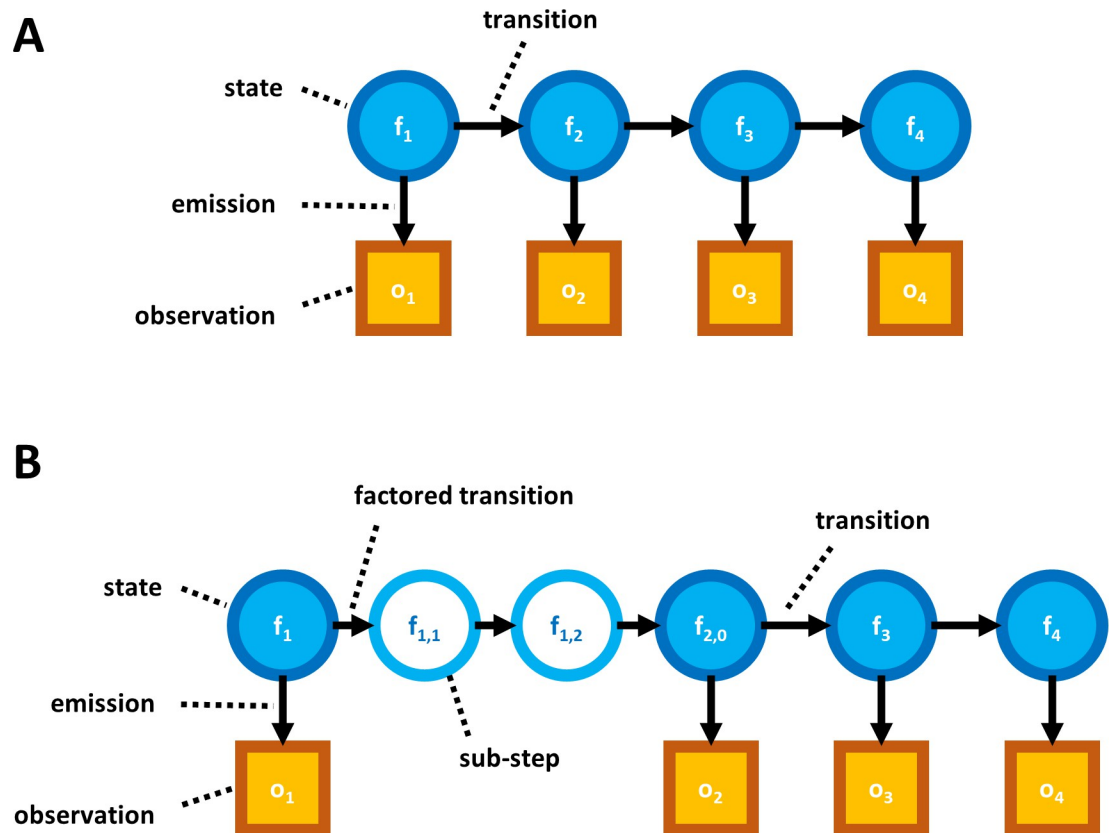 A
transition
state
f1
f2
f3
f4
emission
o1
o2
o3
o4
observation
B
factored transition
transition
state
f1
f1,1
f1,2
f2,0
f3
f4
emission
sub-step
o1
o2
o3
o4
observation